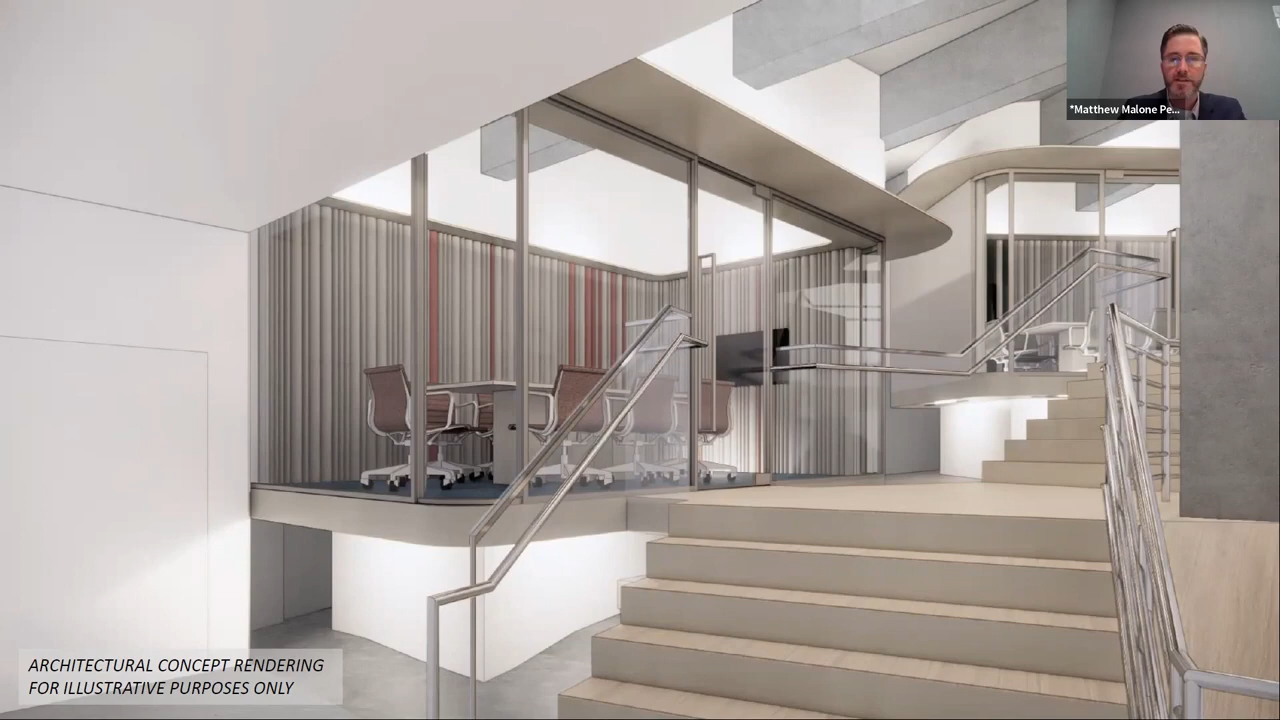 *Matthew Malone Pe...
ARCHITECTURAL CONCEPT RENDERING
FOR ILLUSTRATIVE PURPOSES ONLY